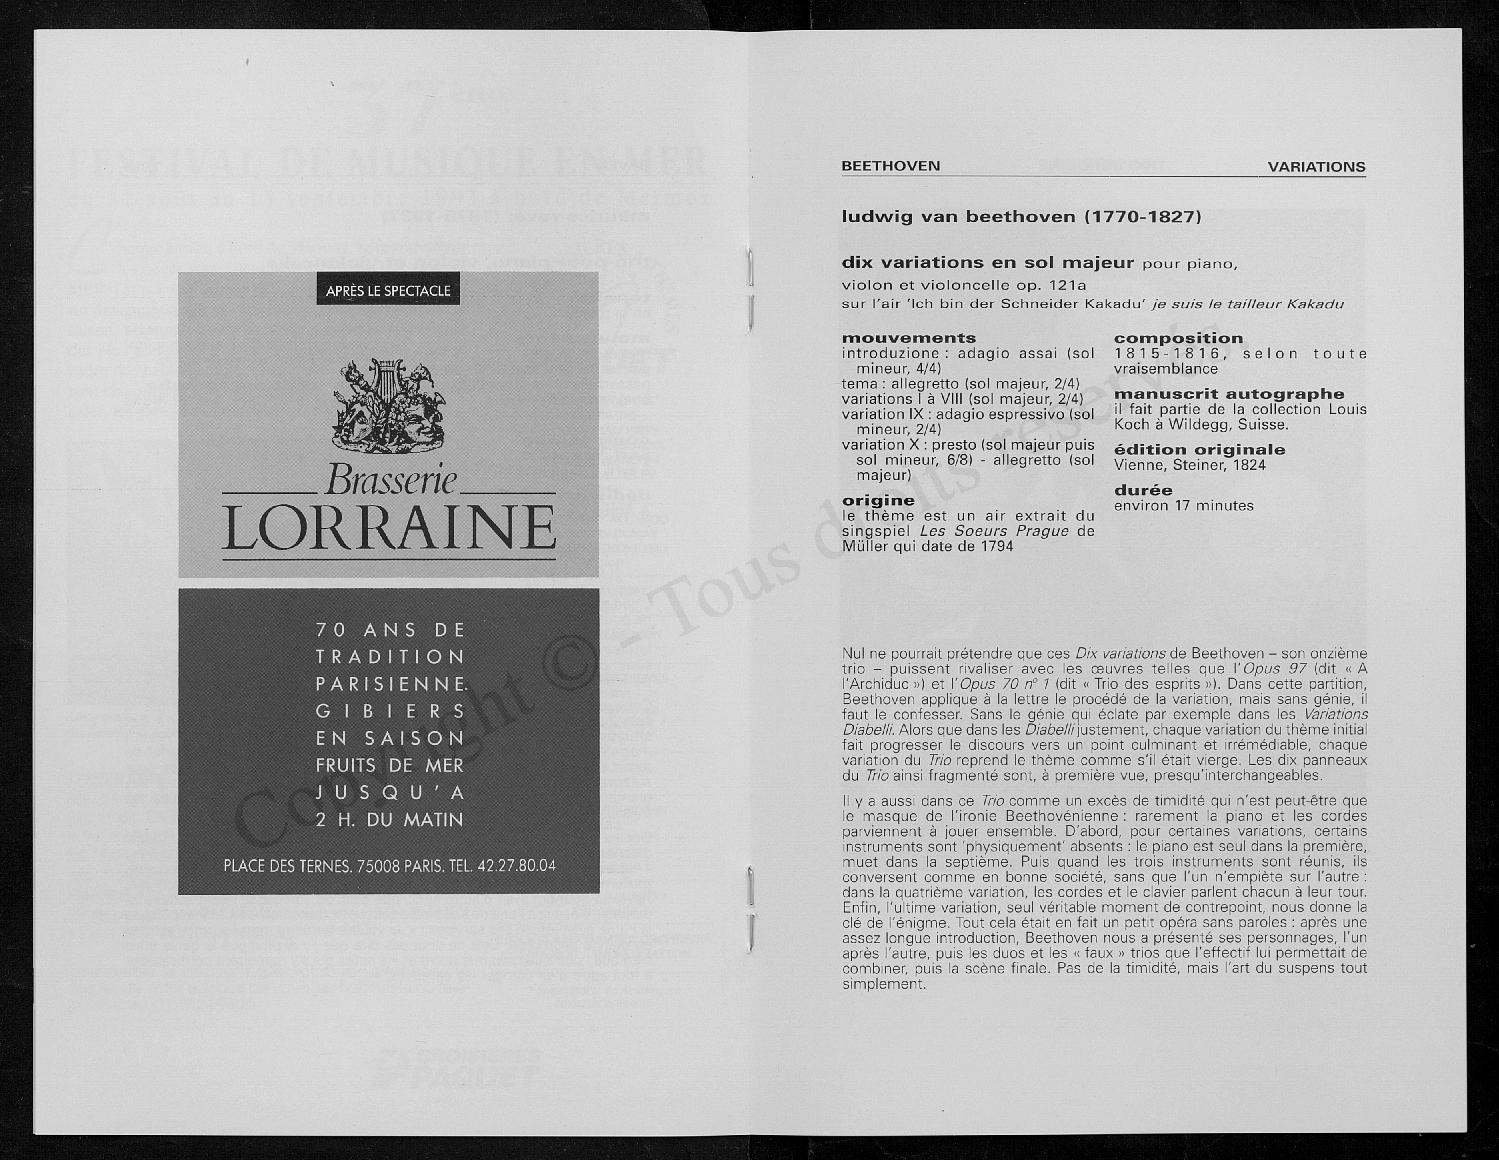 APRÈS LE SPECTACLE
Brasserie
LORRAINE
70 ANS DE
TRADITION
PARISIENNE.
GIBIERS
EN SAISON
FRUITS DE MER
JUSQU'A
2 H. DU MATIN
PLACE DES TERNES. 75008 PARIS. TEL. 42.27.80.04
BEETHOVEN VARIATIONS
ludwig van beethoven (1770-1827)
dix variations en sol majeur pour piano,
violon et violoncelle op. 121a
sur l'air 'Ich bin der Schneider Kakadu' je suis le tailleur Kakadu
mouvements
introduzione : adagio assai (sol
mineur, 4/4)
tema : allegretto (sol majeur, 2/4)
variations I à VIII (sol majeur, 2/4)
variation IX : adagio espressivo (sol
mineur, 2/4)
variation X : presto (sol majeur puis
sol mineur, 6/8) - allegretto (sol
majeur)
origine
le thème est un air extrait du
singspiel Les Soeurs Prague de
Müller qui date de 1794
composition
1815-1816, selon toute
vraisemblance
manuscrit autographe
il fait partie de la collection Louis
Koch à Wildegg, Suisse.
édition originale
Vienne, Steiner, 1824
durée
environ 17 minutes
Nul ne pourrait prétendre que ces Dix variations de Beethoven – son onzième
trio – puissent rivaliser avec les œuvres telles que l'Opus 97 (dit « A
l'Archiduc ») et l'Opus 70 n° 1 (dit « Trio des esprits »). Dans cette partition,
Beethoven applique à la lettre le procédé de la variation, mais sans génie, il
faut le confesser. Sans le génie qui éclate par exemple dans les Variations
Diabelli. Alors que dans les Diabelli justement, chaque variation du thème initial
fait progresser le discours vers un point culminant et irrémédiable, chaque
variation du Trio reprend le thème comme s'il était vierge. Les dix panneaux
du Trio ainsi fragmenté sont, à première vue, presqu'interchangeables.
Il y a aussi dans ce Trio comme un excès de timidité qui n'est peut-être que
le masque de l'ironie Beethovénienne : rarement la piano et les cordes
parviennent à jouer ensemble. D'abord, pour certaines variations, certains
instruments sont 'physiquement' absents : le piano est seul dans la première,
muet dans la septième. Puis quand les trois instruments sont réunis, ils
conversent comme en bonne société, sans que l'un n'empiète sur l'autre :
dans la quatrième variation, les cordes et le clavier parlent chacun à leur tour.
Enfin, l'ultime variation, seul véritable moment de contrepoint, nous donne la
clé de l'énigme. Tout cela était en fait un petit opéra sans paroles : après une
assez longue introduction, Beethoven nous a présenté ses personnages, l'un
après l'autre, puis les duos et les « faux » trios que l'effectif lui permettait de
combiner, puis la scène finale. Pas de la timidité, mais l'art du suspens tout
simplement.
Copyright © - Tous droits réservés